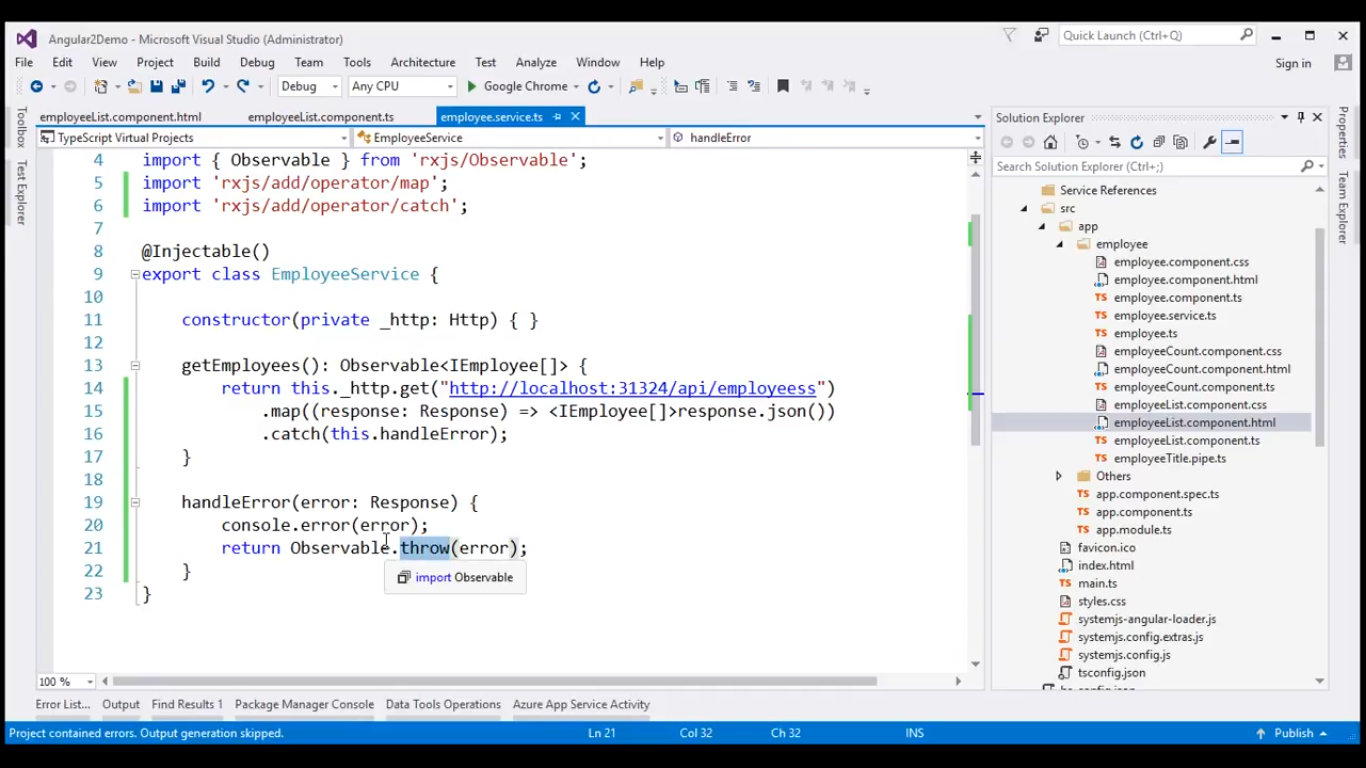 Angular2Demo - Microsoft Visual Studio (Administrator)
Quick Launch (Ctrl+Q)
File Edit View Project Build Debug Team Tools Architecture Test Analyze Window Help
Sign in
Debug Any CPU Google Chrome
Toolbox
Test Explorer
employeeList.component.html employeeList.component.ts employee.service.ts
TypeScript Virtual Projects EmployeeService handleError
4 import { Observable } from 'rxjs/Observable';
5 import 'rxjs/add/operator/map';
6 import 'rxjs/add/operator/catch';
7
8 @Injectable()
9 export class EmployeeService {
10
11 constructor(private _http: Http) { }
12
13 getEmployees(): Observable<IEmployee[]> {
14 return this._http.get("http://localhost:31324/api/employeess")
15 .map((response: Response) => <IEmployee[]>response.json())
16 .catch(this.handleError);
17 }
18
19 handleError(error: Response) {
20 console.error(error);
21 return Observable.throw(error);
import Observable
22 }
23 }
100 %
Solution Explorer
Search Solution Explorer (Ctrl+;)
Service References
src
app
employee
employee.component.css
employee.component.html
employee.component.ts
employee.service.ts
employee.ts
employeeCount.component.css
employeeCount.component.html
employeeCount.component.ts
employeeList.component.css
employeeList.component.html
employeeList.component.ts
employeeTitle.pipe.ts
Others
app.component.spec.ts
app.component.ts
app.module.ts
favicon.ico
index.html
main.ts
styles.css
systemjs-angular-loader.js
systemjs.config.extras.js
systemjs.config.js
tsconfig.json
Properties
Team Explorer
Error List... Output Find Results 1 Package Manager Console Data Tools Operations Azure App Service Activity
Project contained errors. Output generation skipped. Ln 21 Col 32 Ch 32 INS Publish